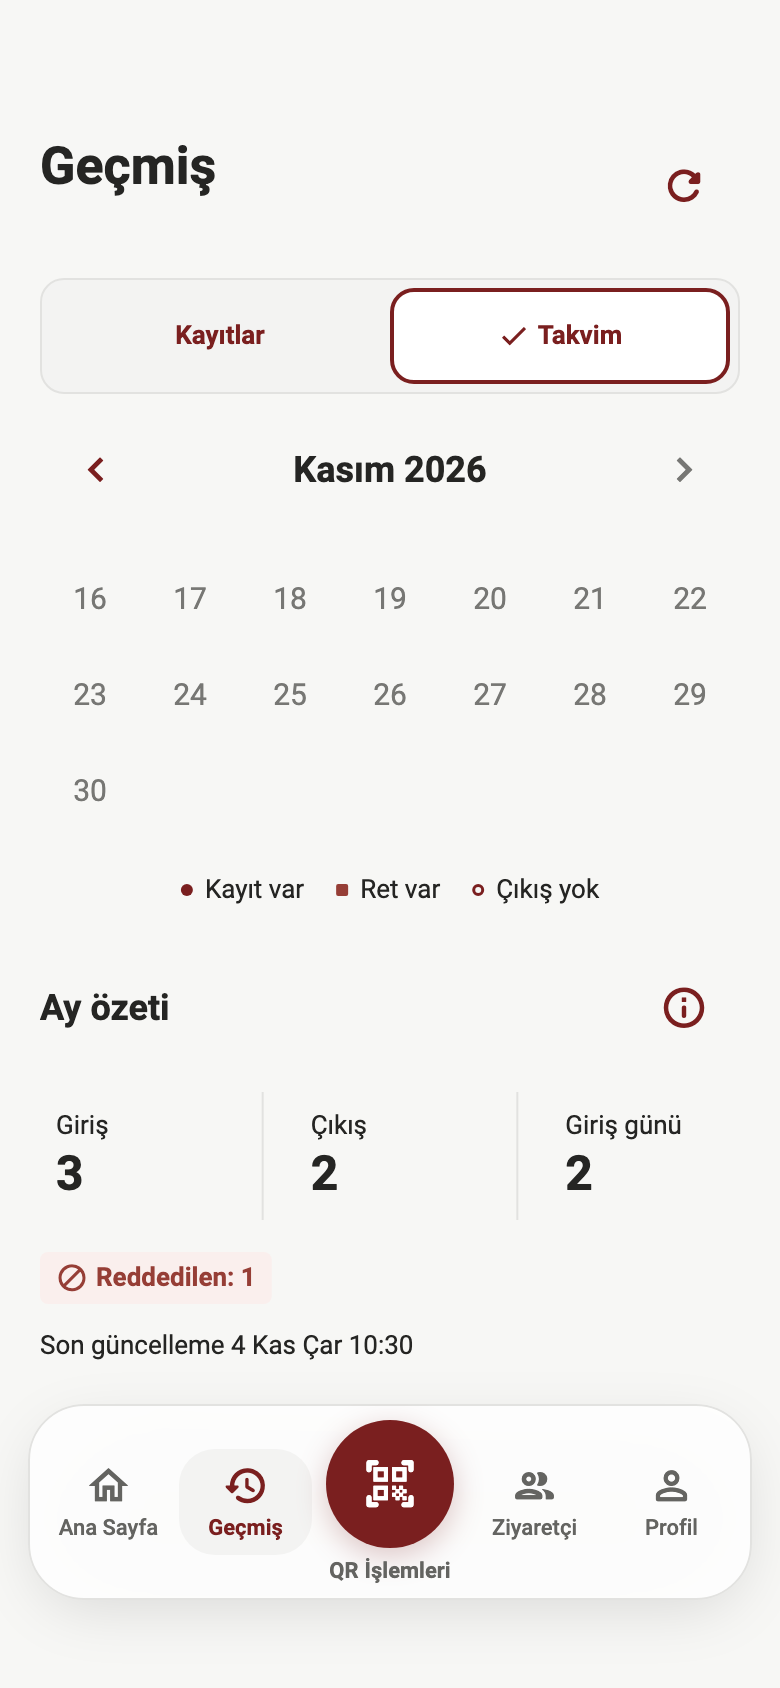 Geçmiş
Kayıtlar
Takvim
Kasım 2026
16 17 18 19 20 21 22
23 24 25 26 27 28 29
30
Kayıt var
Ret var
Çıkış yok
Ay özeti
Giriş
3
Çıkış
2
Giriş günü
2
Reddedilen: 1
Son güncelleme 4 Kas Çar 10:30
Ana Sayfa
Geçmiş
QR İşlemleri
Ziyaretçi
Profil